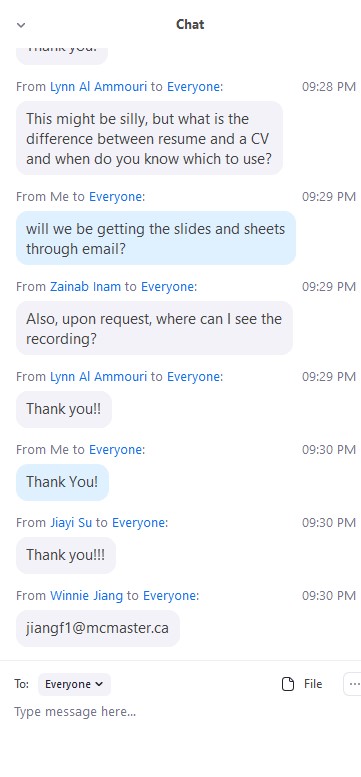 Chat
Thank you!
From Lynn Al Ammouri to Everyone: 09:28 PM
This might be silly, but what is the
difference between resume and a CV
and when do you know which to use?
From Me to Everyone: 09:29 PM
will we be getting the slides and sheets
through email?
From Zainab Inam to Everyone: 09:29 PM
Also, upon request, where can I see the
recording?
From Lynn Al Ammouri to Everyone: 09:29 PM
Thank you!!
From Me to Everyone: 09:30 PM
Thank You!
From Jiayi Su to Everyone: 09:30 PM
Thank you!!!
From Winnie Jiang to Everyone: 09:30 PM
jiangf1@mcmaster.ca
To: Everyone File
Type message here...